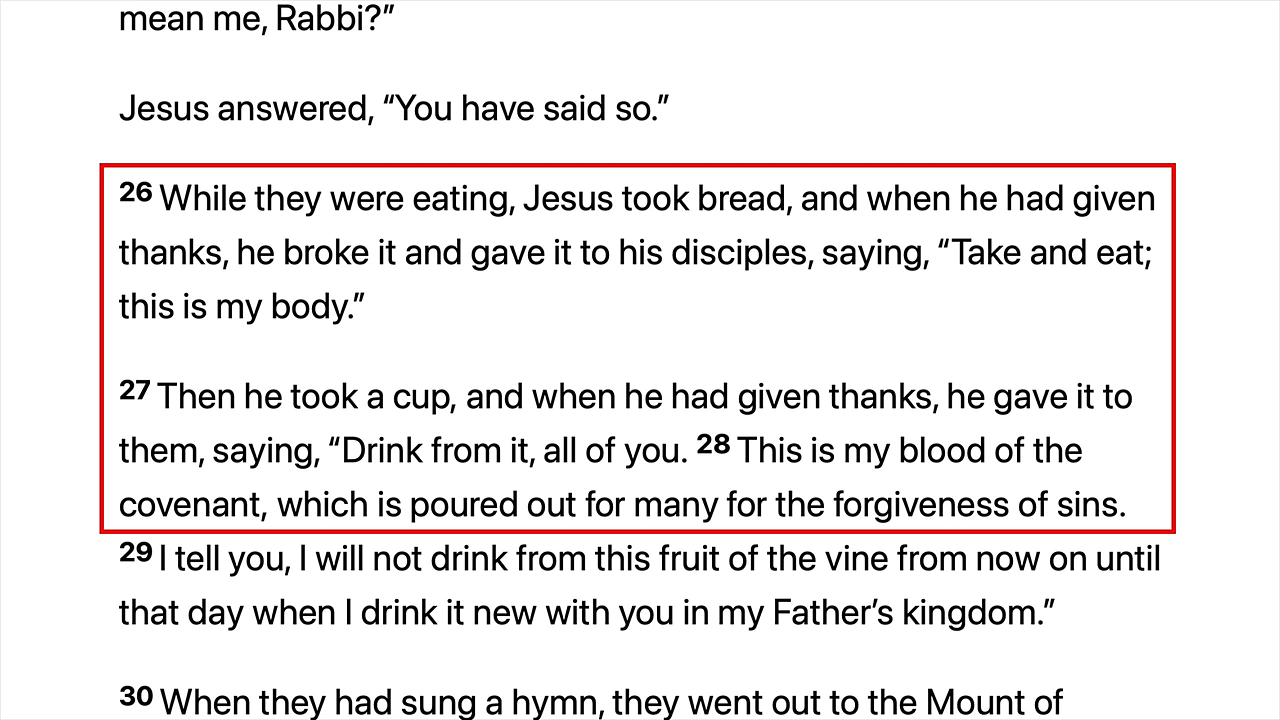 mean me, Rabbi?”
Jesus answered, “You have said so.”
26 While they were eating, Jesus took bread, and when he had given
thanks, he broke it and gave it to his disciples, saying, “Take and eat;
this is my body.”
27 Then he took a cup, and when he had given thanks, he gave it to
them, saying, “Drink from it, all of you. 28 This is my blood of the
covenant, which is poured out for many for the forgiveness of sins.
29 I tell you, I will not drink from this fruit of the vine from now on until
that day when I drink it new with you in my Father’s kingdom.”
30 When they had sung a hymn, they went out to the Mount of